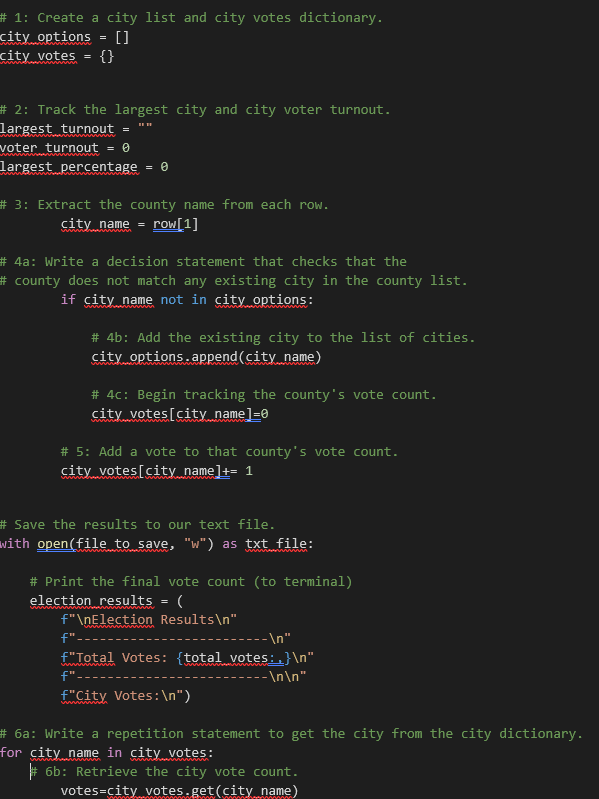 # 1: Create a city list and city votes dictionary.
city_options = []
city_votes = {}
# 2: Track the largest city and city voter turnout.
largest_turnout = ""
voter_turnout = 0
largest_percentage = 0
# 3: Extract the county name from each row.
city_name = row[1]
# 4a: Write a decision statement that checks that the
# county does not match any existing city in the county list.
if city_name not in city_options:
# 4b: Add the existing city to the list of cities.
city_options.append(city_name)
# 4c: Begin tracking the county's vote count.
city_votes[city_name]=0
# 5: Add a vote to that county's vote count.
city_votes[city_name]+= 1
# Save the results to our text file.
with open(file_to_save, "w") as txt_file:
# Print the final vote count (to terminal)
election_results = (
f"\nElection Results\n"
f"-------------------------\n"
f"Total Votes: {total_votes:,}\n"
f"-------------------------\n\n"
f"City Votes:\n")
# 6a: Write a repetition statement to get the city from the city dictionary.
for city_name in city_votes:
# 6b: Retrieve the city vote count.
votes=city_votes.get(city_name)